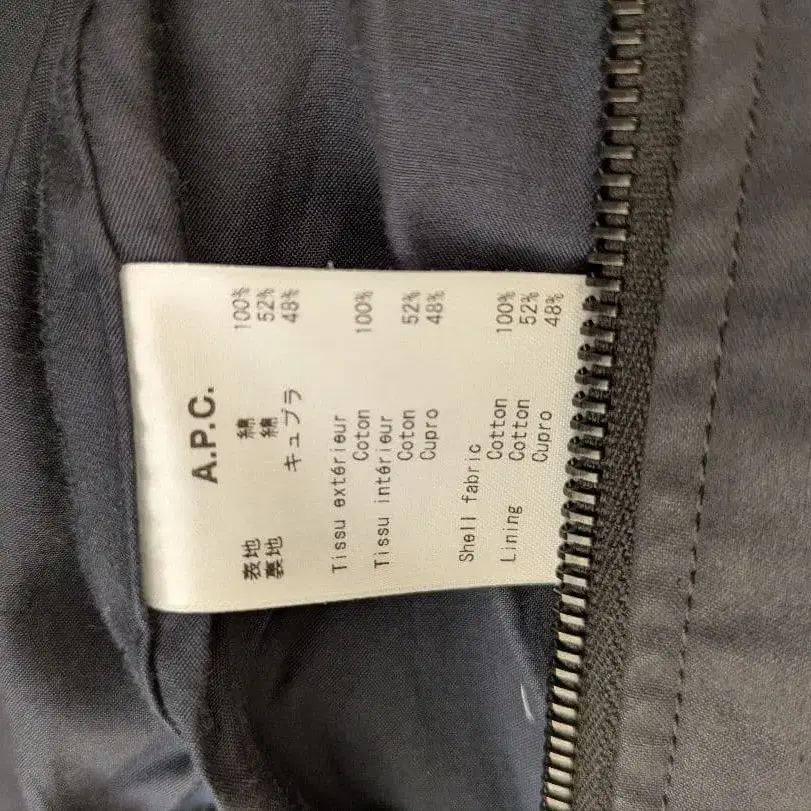 A.P.C.
表地 綿 100%
裏地 綿 52%
キュプラ 48%
Tissu extérieur
Coton 100%
Tissu intérieur
Coton 52%
Cupro 48%
Shell fabric
Cotton 100%
Lining Cotton 52%
Cupro 48%